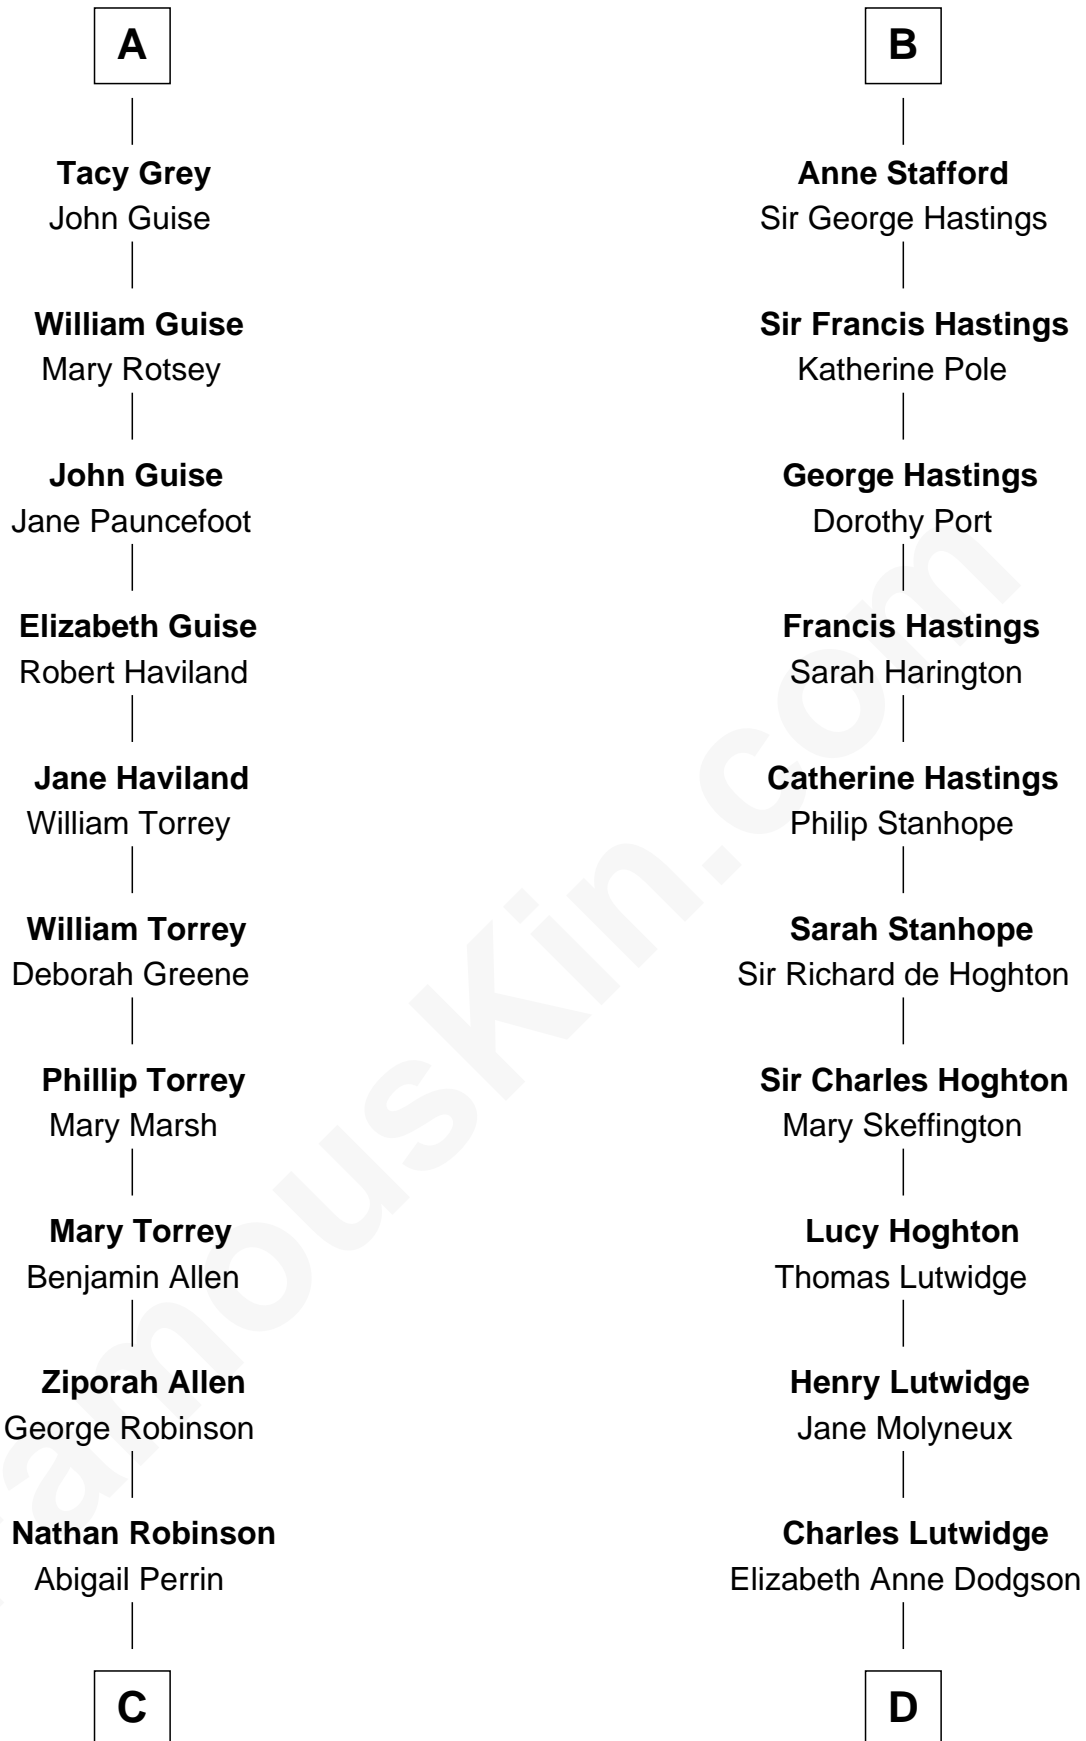 A
B
Tacy Grey
John Guise
Anne Stafford
Sir George Hastings
William Guise
Mary Rotsey
Sir Francis Hastings
Katherine Pole
John Guise
Jane Pauncefoot
George Hastings
Dorothy Port
Elizabeth Guise
Robert Haviland
Francis Hastings
Sarah Harington
Jane Haviland
William Torrey
Catherine Hastings
Philip Stanhope
William Torrey
Deborah Greene
Sarah Stanhope
Sir Richard de Hoghton
Phillip Torrey
Mary Marsh
Sir Charles Hoghton
Mary Skeffington
Mary Torrey
Benjamin Allen
Lucy Hoghton
Thomas Lutwidge
Ziporah Allen
George Robinson
Henry Lutwidge
Jane Molyneux
Nathan Robinson
Abigail Perrin
Charles Lutwidge
Elizabeth Anne Dodgson
C
D
FamousKin.com